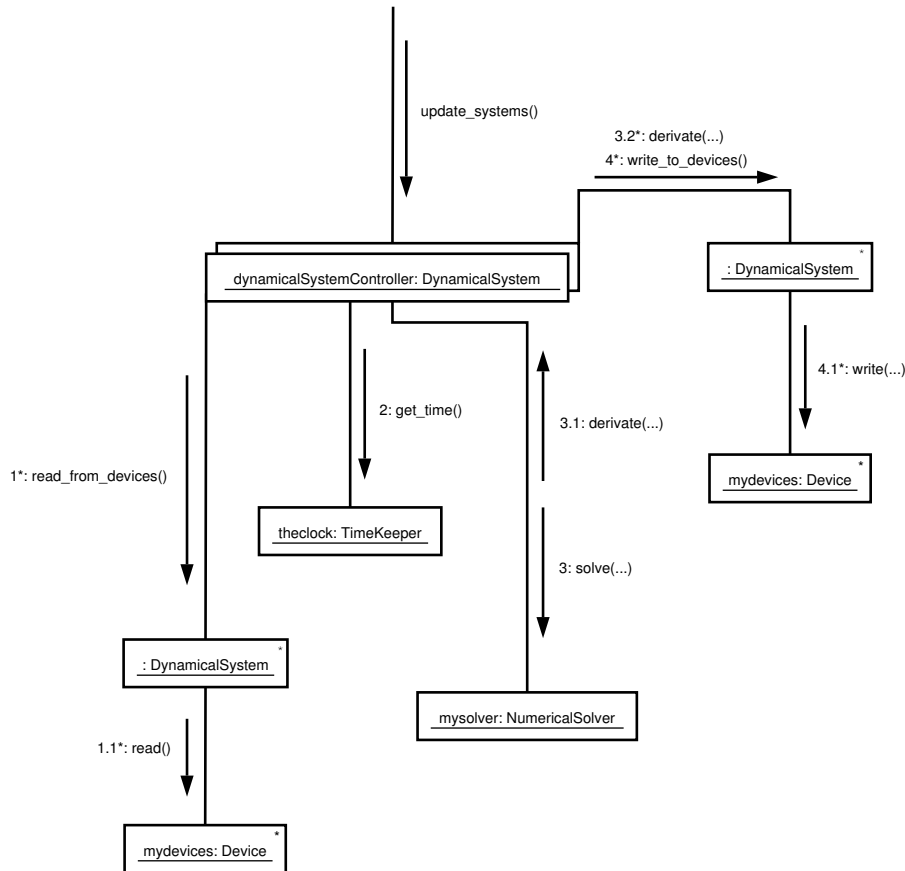 update_systems()
3.2*: derivate(...)
4*: write_to_devices()
dynamicalSystemController: DynamicalSystem
*
: DynamicalSystem
4.1*: write(...)
2: get_time()
3.1: derivate(...)
*
mydevices: Device
1*: read_from_devices()
theclock: TimeKeeper
3: solve(...)
*
: DynamicalSystem
mysolver: NumericalSolver
1.1*: read()
*
mydevices: Device